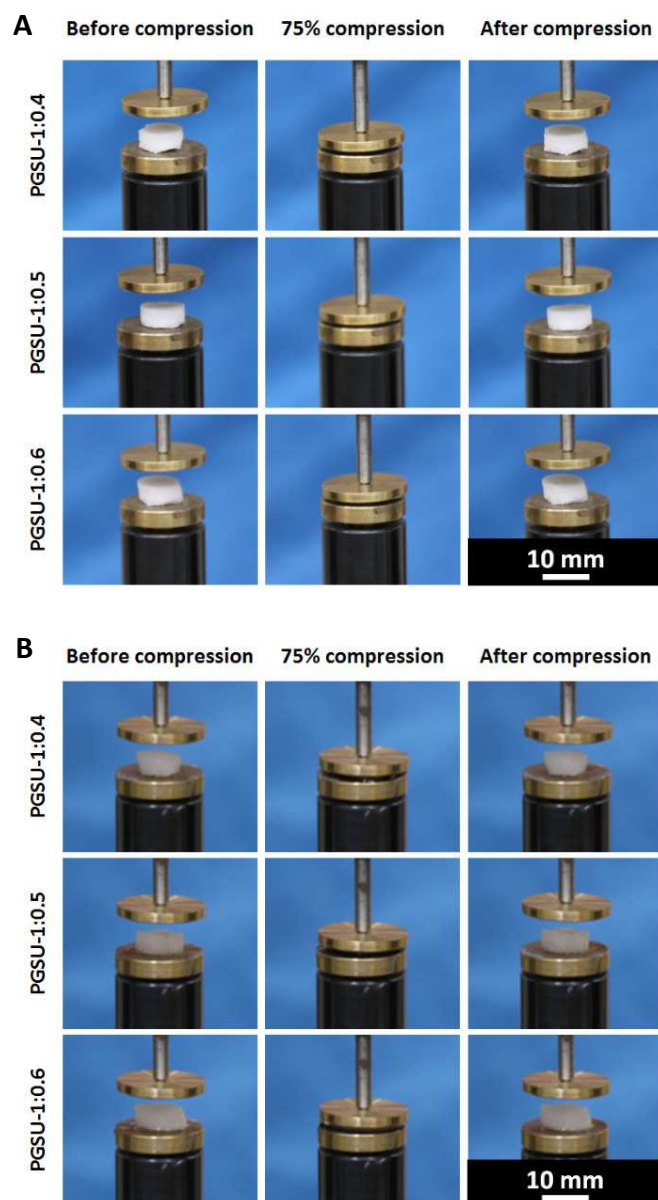 A
Before compression 75% compression After compression
PGSU-1:0.4
PGSU-1:0.5
PGSU-1:0.6
10 mm
B
Before compression 75% compression After compression
PGSU-1:0.4
PGSU-1:0.5
PGSU-1:0.6
10 mm